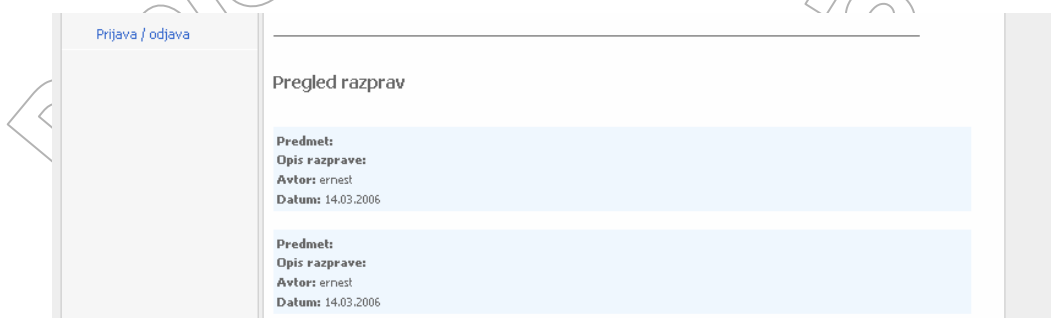 Prijava / odjava
Pregled razprav
Predmet:
Opis razprave:
Avtor: ernest
Datum: 14.03.2006
Predmet:
Opis razprave:
Avtor: ernest
Datum: 14.03.2006